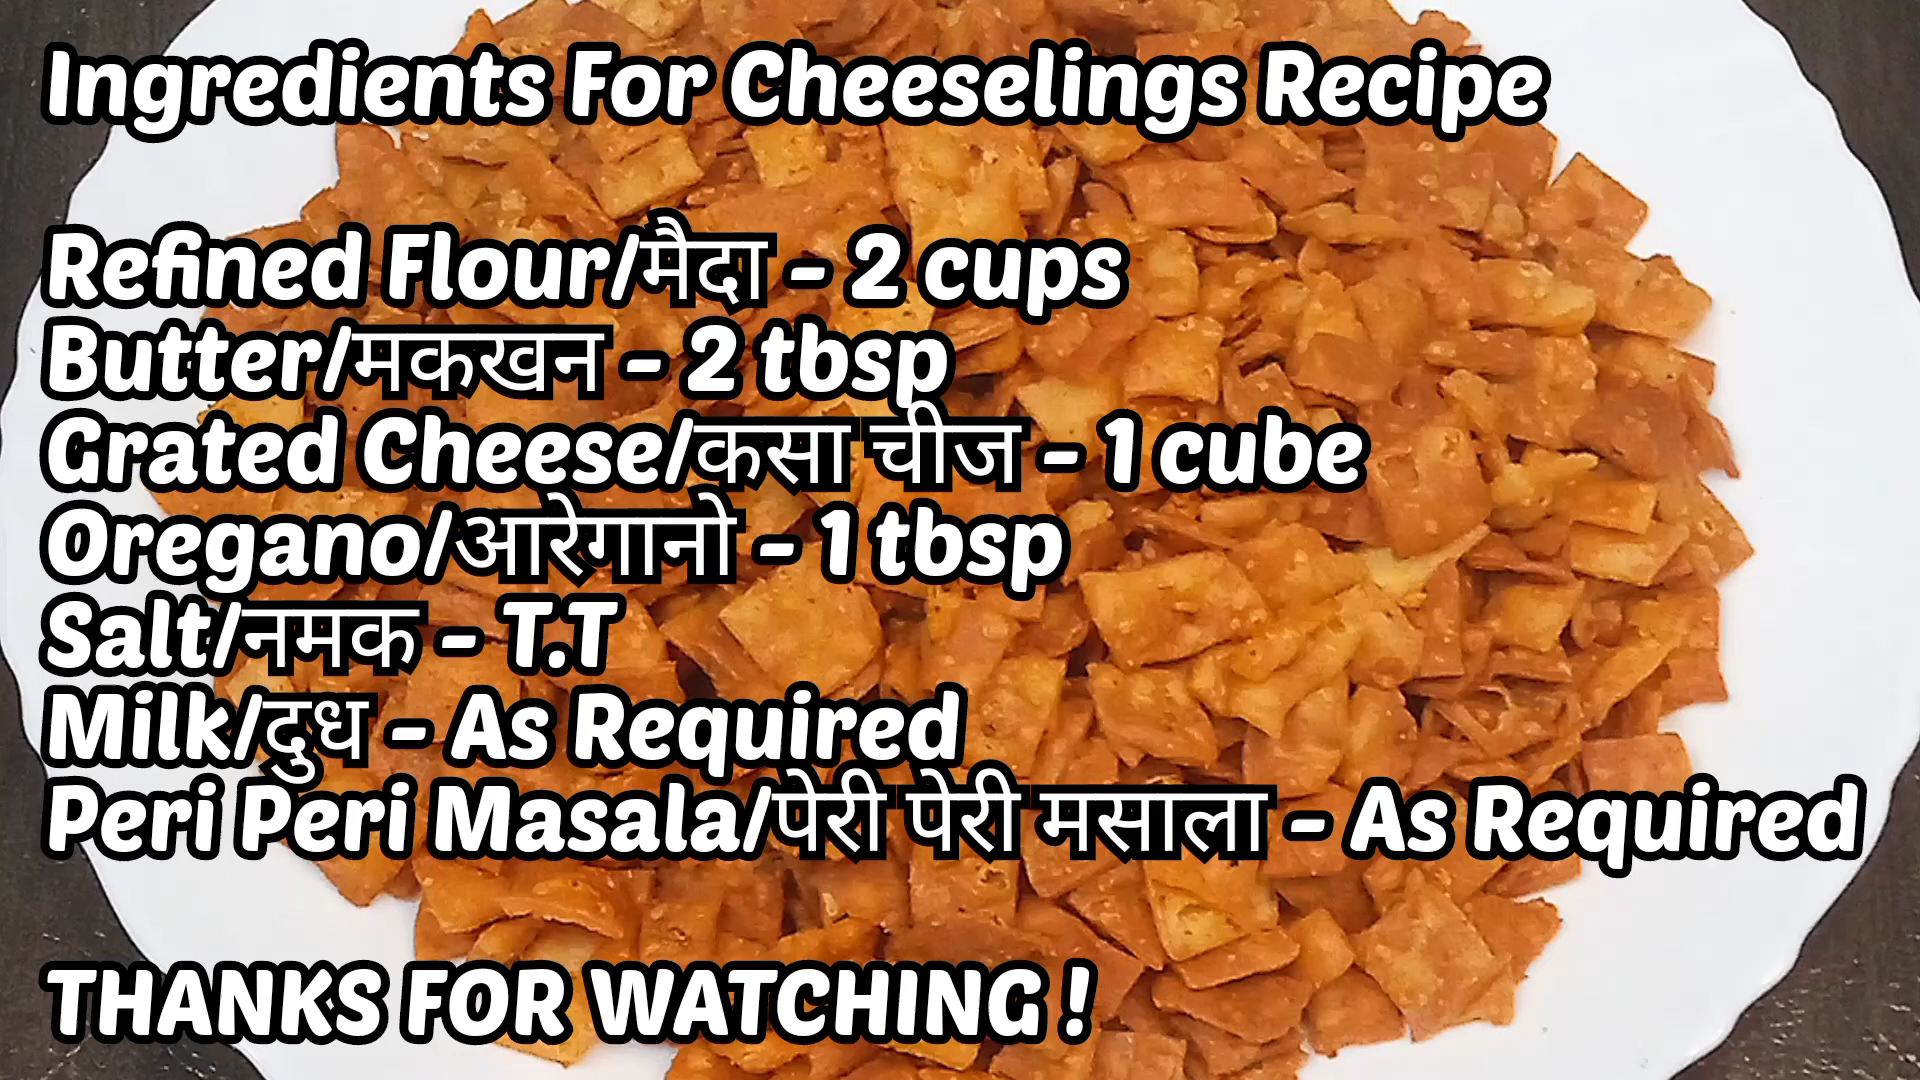 Ingredients For Cheeselings Recipe
Refined Flour/मैदा - 2 cups
Butter/मकखन - 2 tbsp
Grated Cheese/कसा चीज - 1 cube
Oregano/आरेगानो - 1 tbsp
Salt/नमक - T.T
Milk/दुध - As Required
Peri Peri Masala/पेरी पेरी मसाला - As Required
THANKS FOR WATCHING !